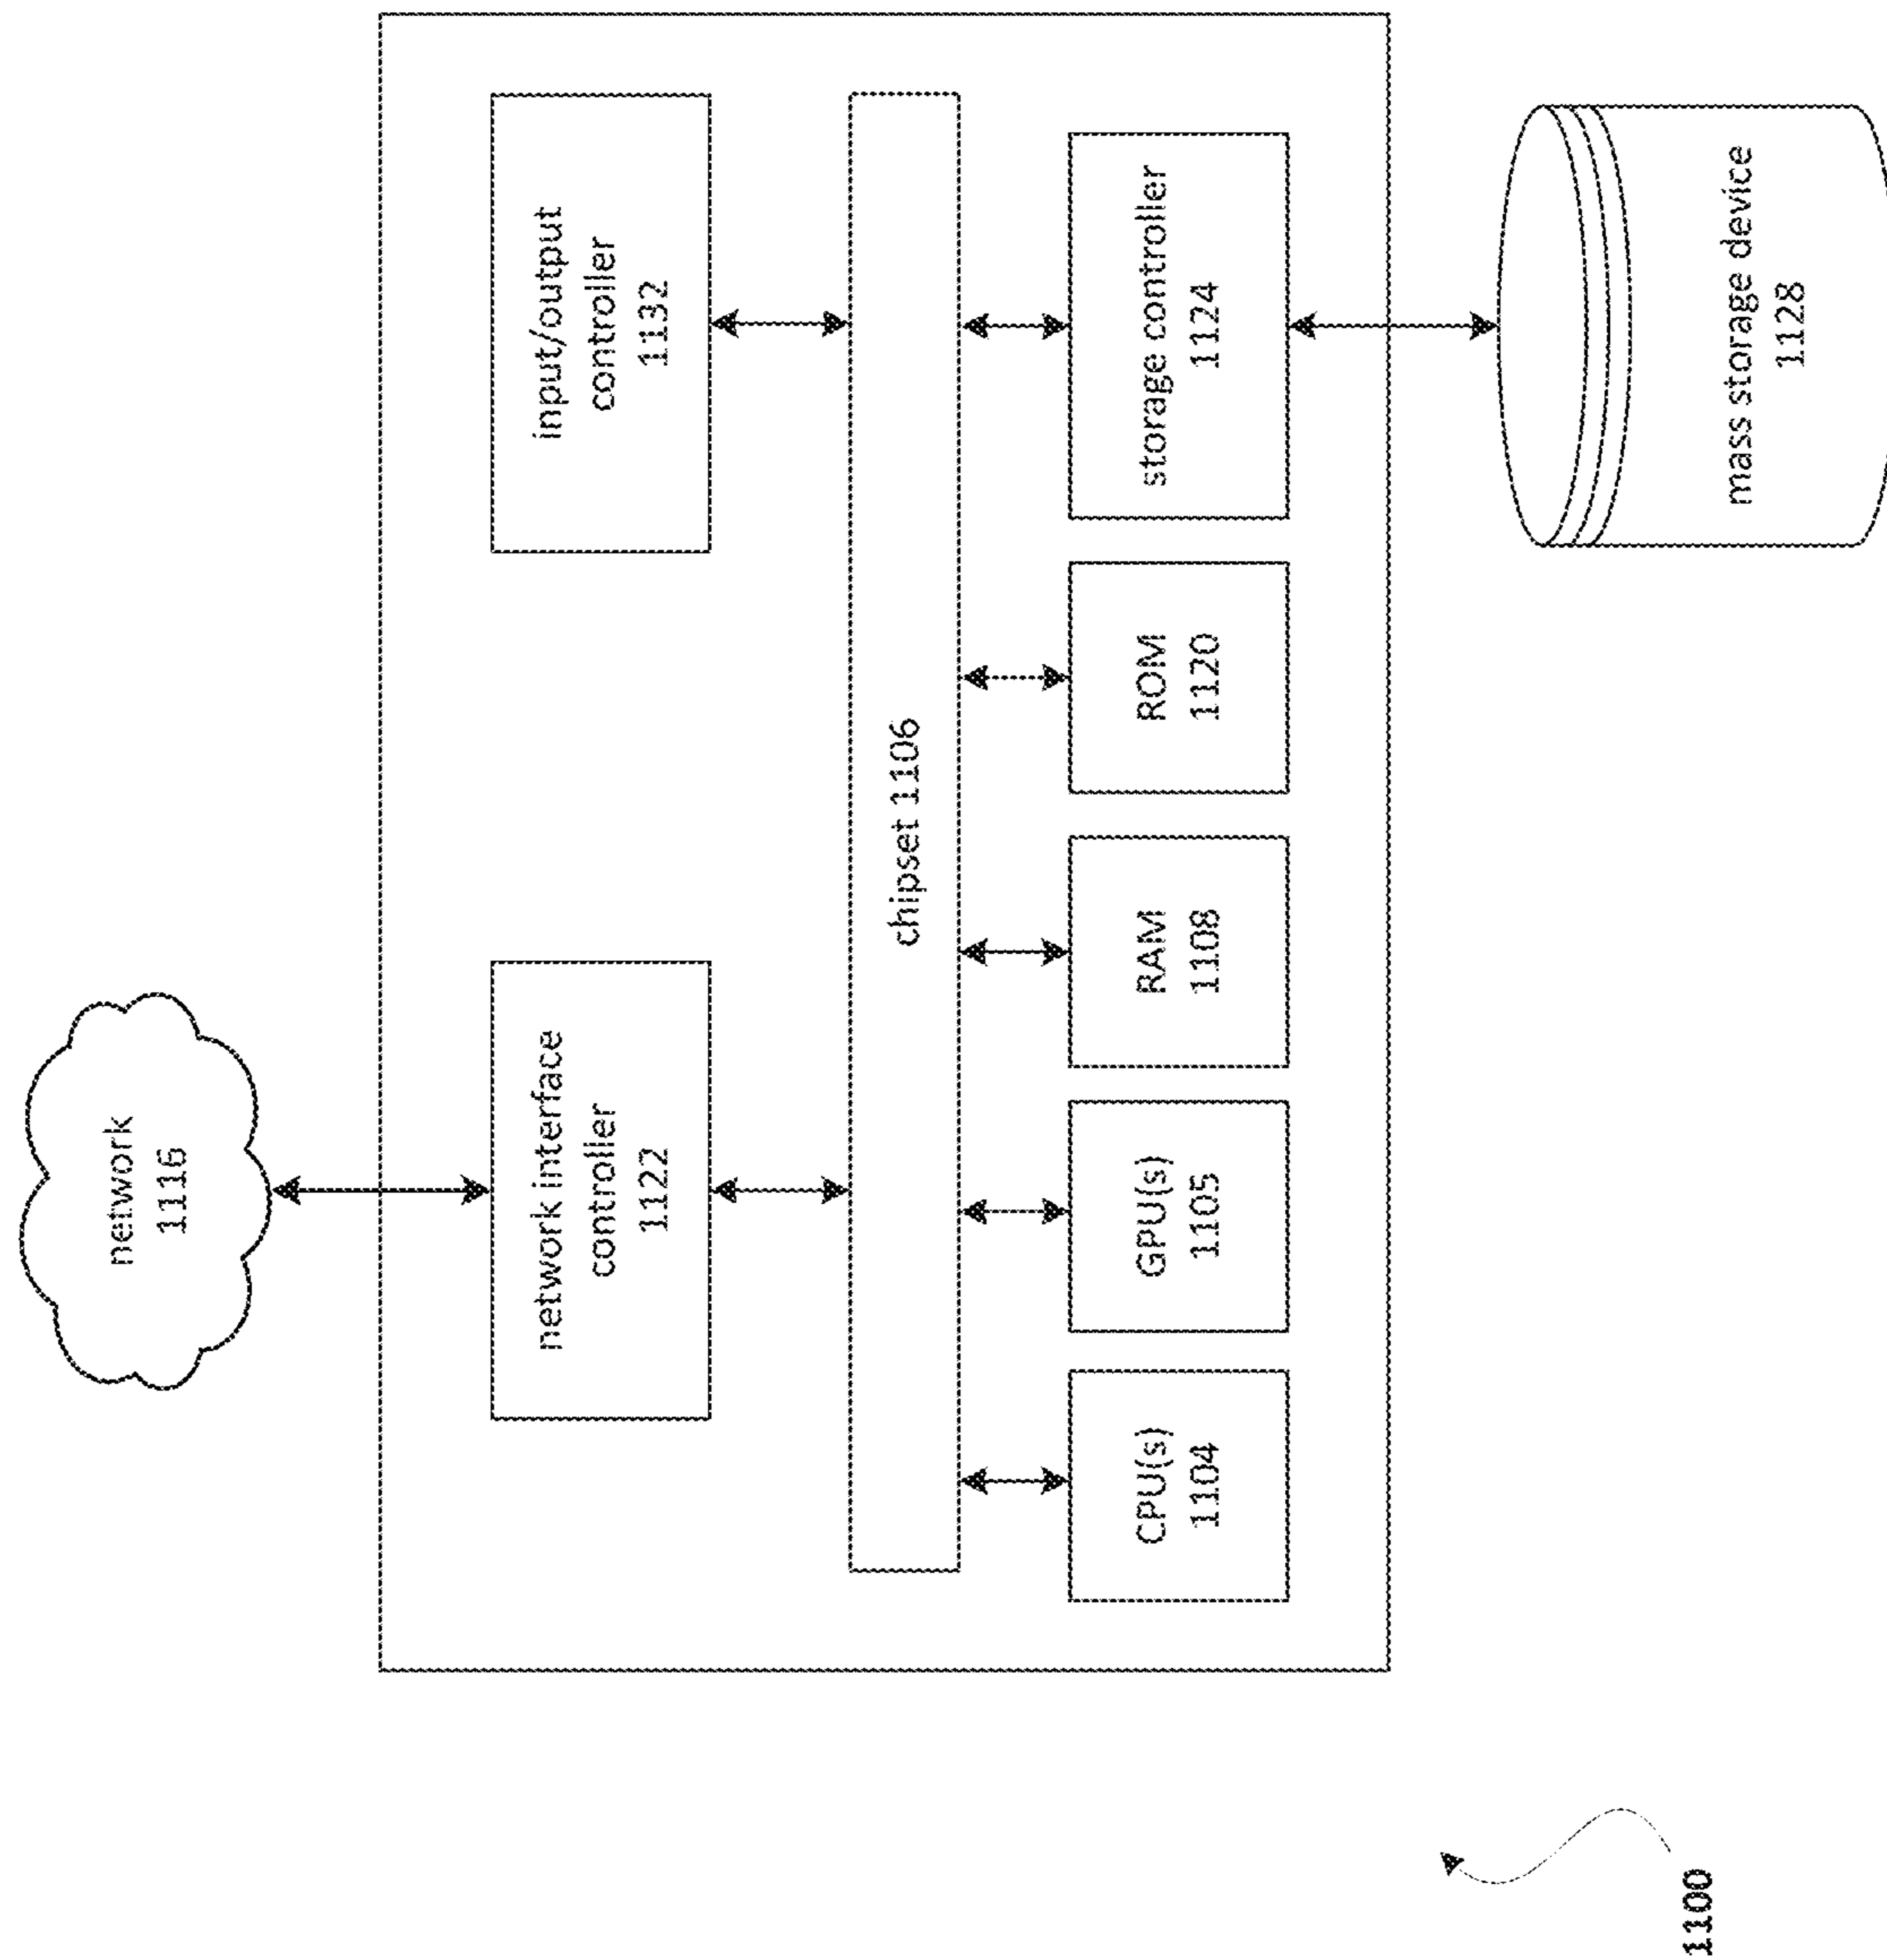 network
1116
network interface
controller
1122
input/output
controller
1132
chipset 1106
CPU(s)
1104
GPU(s)
1105
RAM
1108
ROM
1120
storage controller
1124
mass storage device
1128
1100